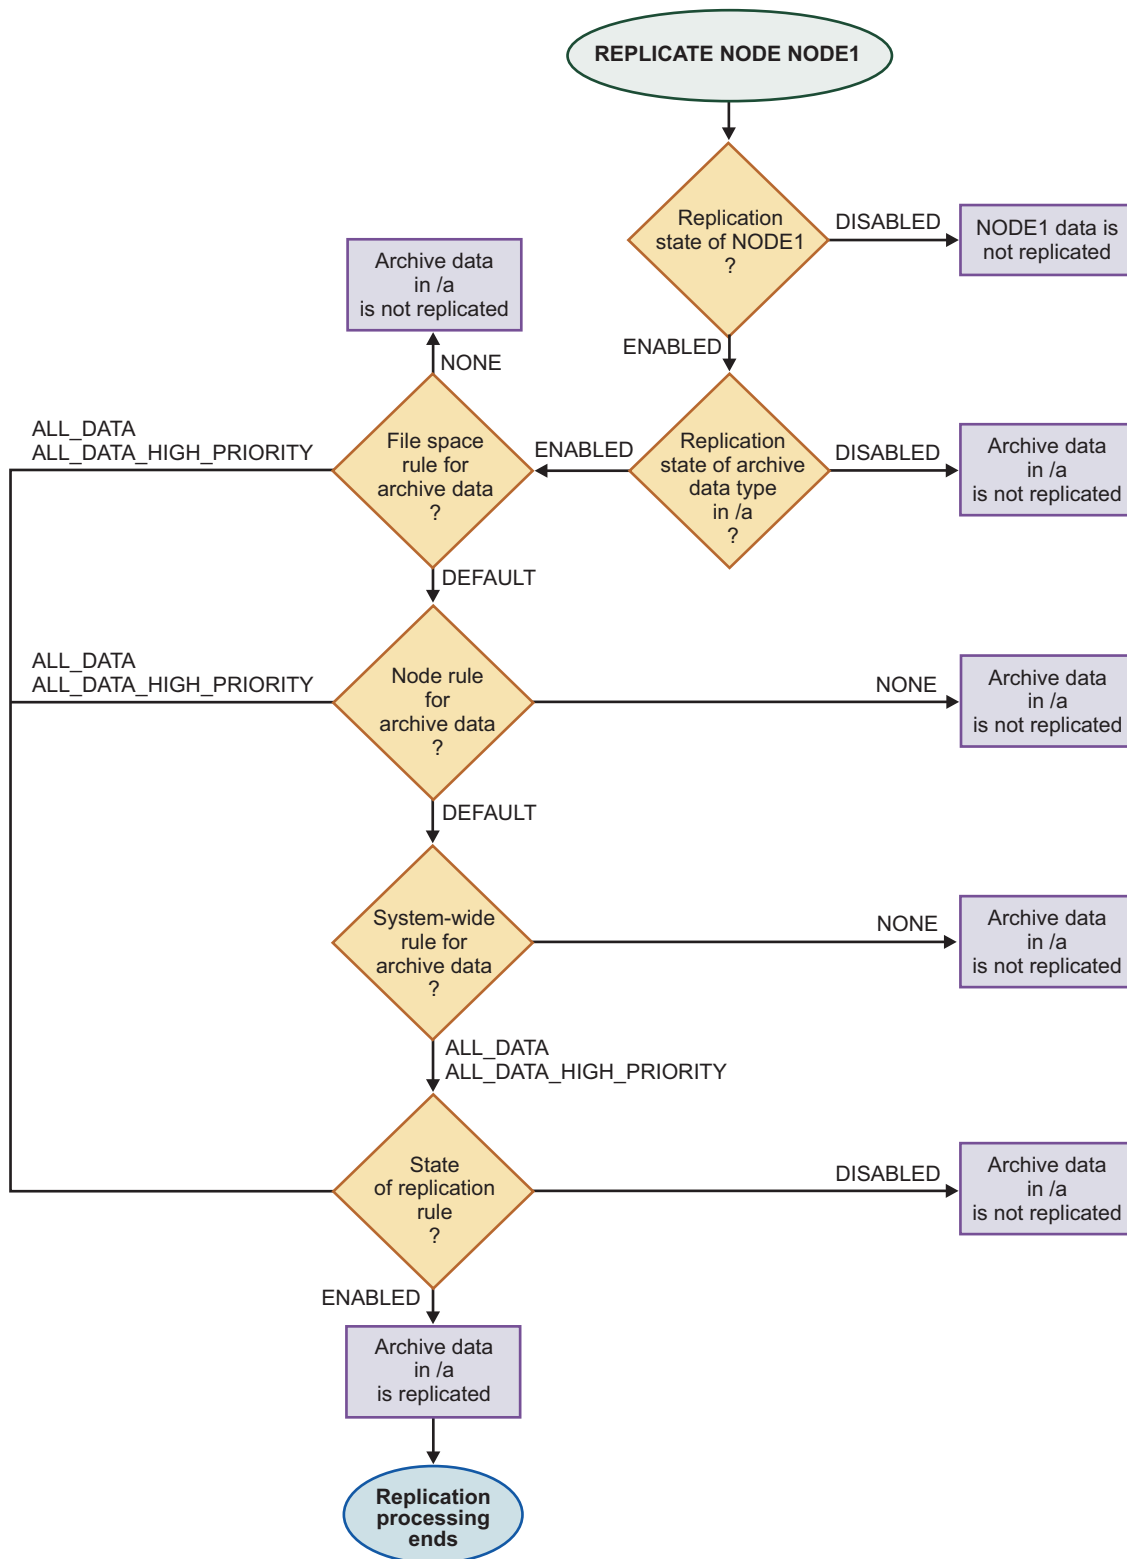 REPLICATE NODE NODE1
Replication
state of NODE1
?
DISABLED
NODE1 data is
not replicated
ENABLED
Archive data
in /a
is not replicated
NONE
Replication
state of archive
data type
in /a
?
DISABLED
Archive data
in /a
is not replicated
ENABLED
File space
rule for
archive data
?
ALL_DATA
ALL_DATA_HIGH_PRIORITY
DEFAULT
Node rule
for
archive data
?
ALL_DATA
ALL_DATA_HIGH_PRIORITY
NONE
Archive data
in /a
is not replicated
DEFAULT
System-wide
rule for
archive data
?
NONE
Archive data
in /a
is not replicated
ALL_DATA
ALL_DATA_HIGH_PRIORITY
State
of replication
rule
?
DISABLED
Archive data
in /a
is not replicated
ENABLED
Archive data
in /a
is replicated
Replication
processing
ends